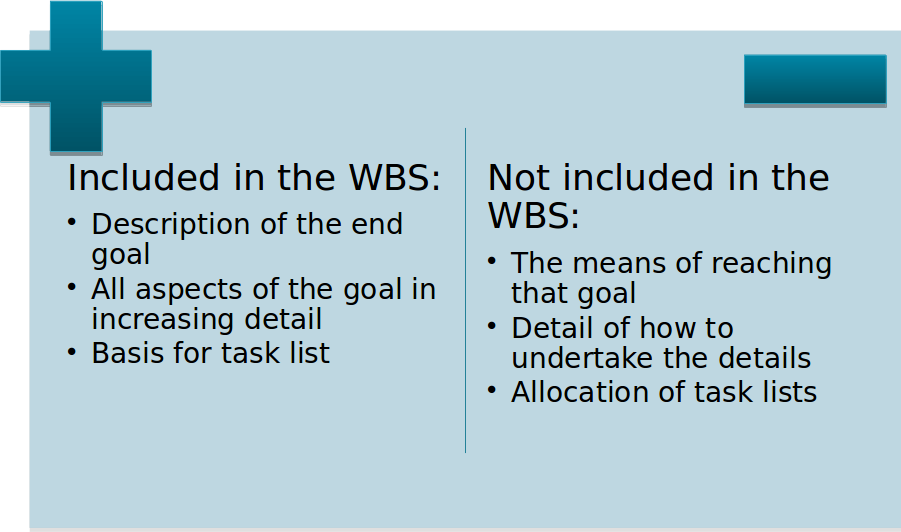 Included in the WBS:
• Description of the end
goal
• All aspects of the goal in
increasing detail
• Basis for task list
Not included in the
WBS:
• The means of reaching
that goal
• Detail of how to
undertake the details
• Allocation of task lists